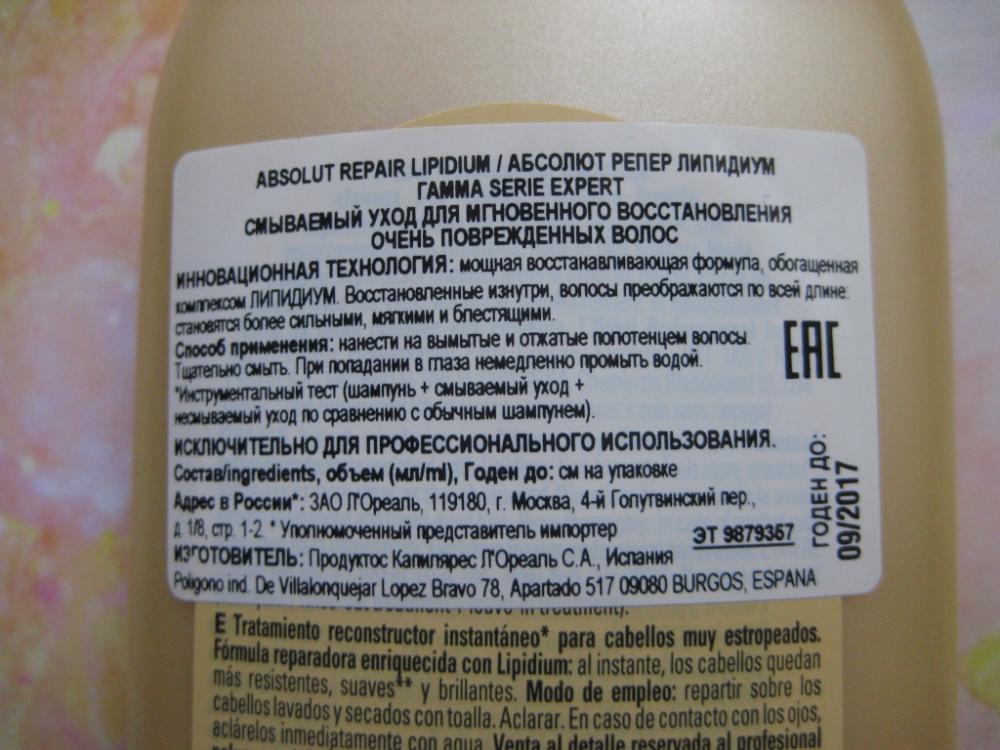 ABSOLUT REPAIR LIPIDIUM / АБСОЛЮТ РЕПЕР ЛИПИДИУМ
ГАММА SERIE EXPERT
СМЫВАЕМЫЙ УХОД ДЛЯ МГНОВЕННОГО ВОССТАНОВЛЕНИЯ
ОЧЕНЬ ПОВРЕЖДЕННЫХ ВОЛОС
ИННОВАЦИОННАЯ ТЕХНОЛОГИЯ: мощная восстанавливающая формула, обогащенная
комплексом ЛИПИДИУМ. Восстановленные изнутри, волосы преображаются по всей длине:
становятся более сильными, мягкими и блестящими.
Способ применения: нанести на вымытые и отжатые полотенцем волосы.
Тщательно смыть. При попадании в глаза немедленно промыть водой.
*Инструментальный тест (шампунь + смываемый уход +
несмываемый уход по сравнению с обычным шампунем).
EAC
ИСКЛЮЧИТЕЛЬНО ДЛЯ ПРОФЕССИОНАЛЬНОГО ИСПОЛЬЗОВАНИЯ.
Состав/ingredients, объем (мл/ml), Годен до: см на упаковке
Адрес в России*: ЗАО Л'Ореаль, 119180, г. Москва, 4-й Голутвинский пер.,
д. 1/8, стр. 1-2. * Уполномоченный представитель импортер
ЭТ 9879357
ГОДЕН ДО:
09/2017
ИЗГОТОВИТЕЛЬ: Продуктос Капилярес Л'Ореаль С.А., Испания
Poligono ind. De Villalonquejar Lopez Bravo 78, Apartado 517 09080 BURGOS, ESPANA
leave in treatment).
E Tratamiento reconstructor instantáneo* para cabellos muy estropeados.
Fórmula reparadora enriquecida con Lipidium: al instante, los cabellos quedan
más resistentes, suaves** y brillantes. Modo de empleo: repartir sobre los
cabellos lavados y secados con toalla. Aclarar. En caso de contacto con los ojos,
aclárelos inmediatamente con agua. Venta al detalle reservada al profesional